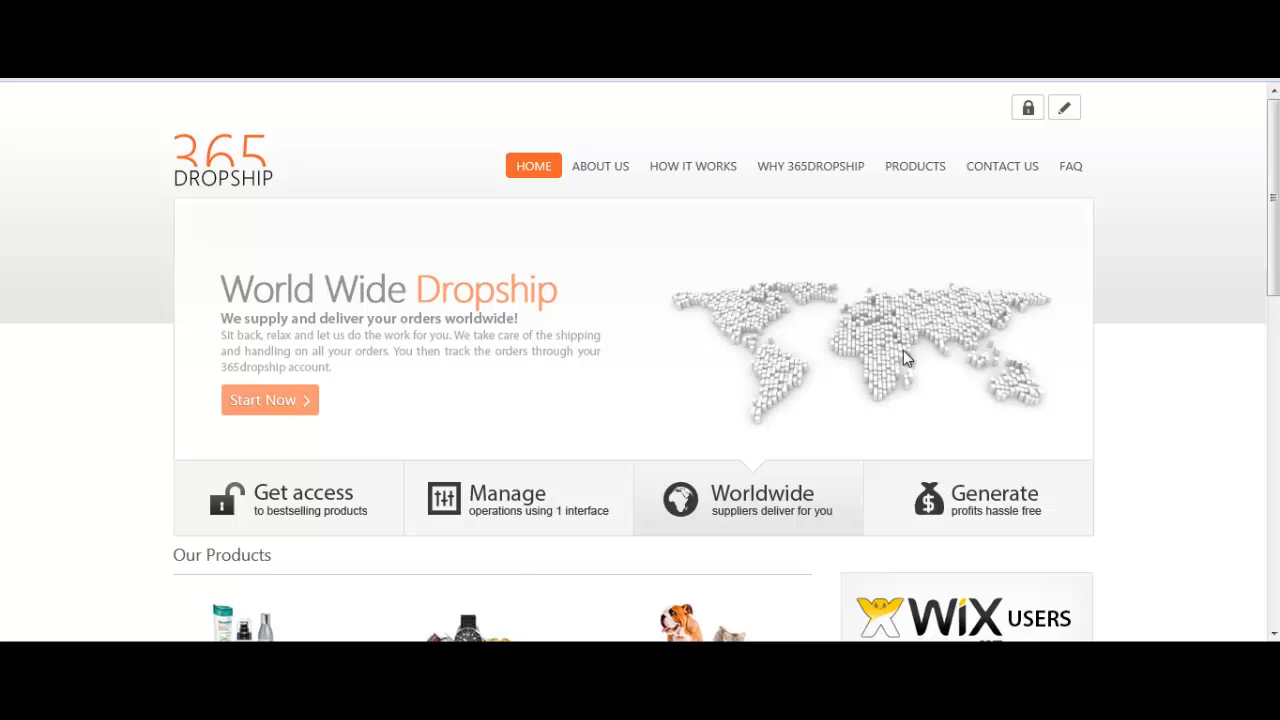 365
DROPSHIP
HOME
ABOUT US
HOW IT WORKS
WHY 365DROPSHIP
PRODUCTS
CONTACT US
FAQ
World Wide Dropship
We supply and deliver your orders worldwide!
Sit back, relax and let us do the work for you. We take care of the shipping
and handling on all your orders. You then track the orders through your
365dropship account.
Start Now
Get access
to bestselling products
Manage
operations using 1 interface
Worldwide
suppliers deliver for you
Generate
profits hassle free
Our Products
WiX USERS